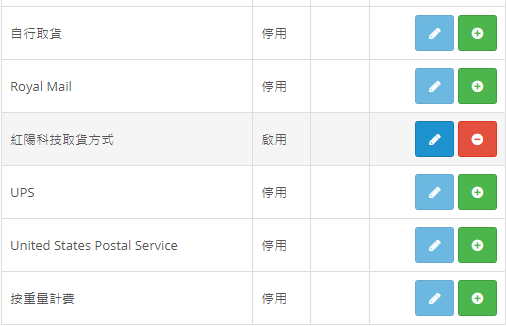 自行取貨 停用
Royal Mail 停用
紅陽科技取貨方式 啟用
UPS 停用
United States Postal Service 停用
按重量計費 停用